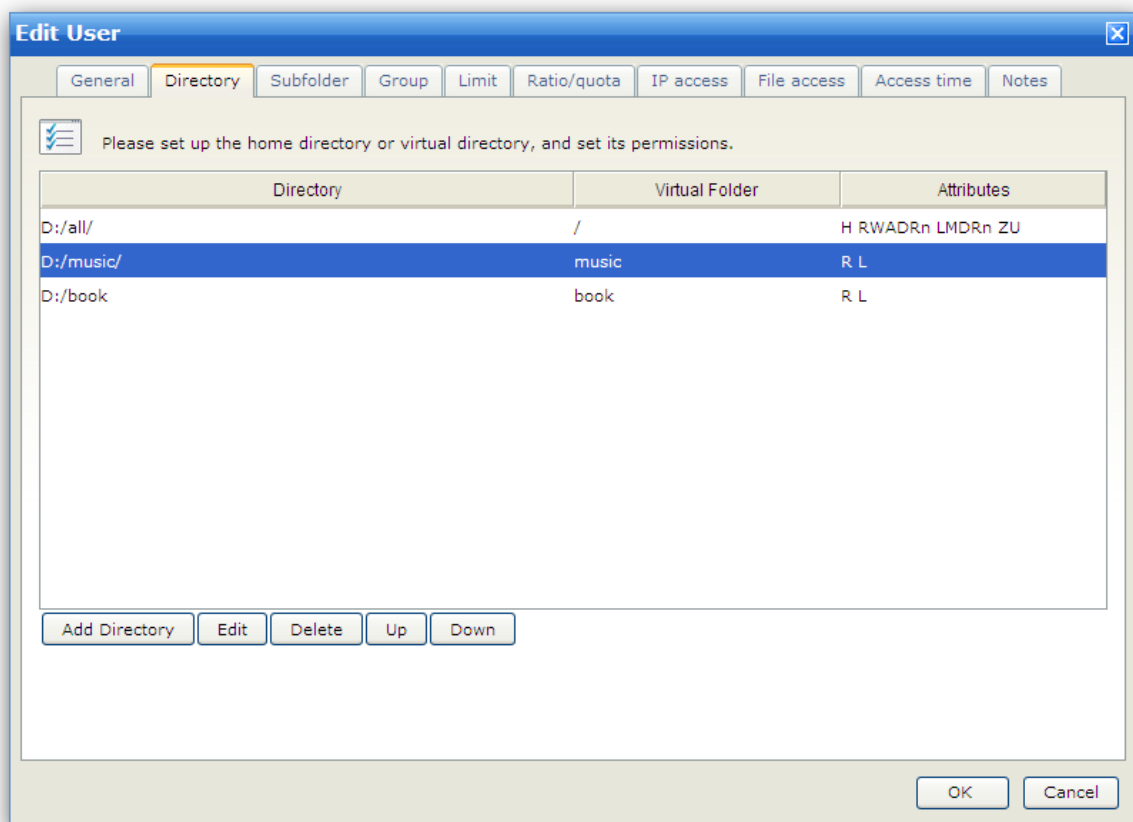 Edit User
General Directory Subfolder Group Limit Ratio/quota IP access File access Access time Notes
Please set up the home directory or virtual directory, and set its permissions.
Directory Virtual Folder Attributes
D:/all/ / H RWADRn LMDRn ZU
D:/music/ music R L
D:/book book R L
Add Directory Edit Delete Up Down
OK Cancel